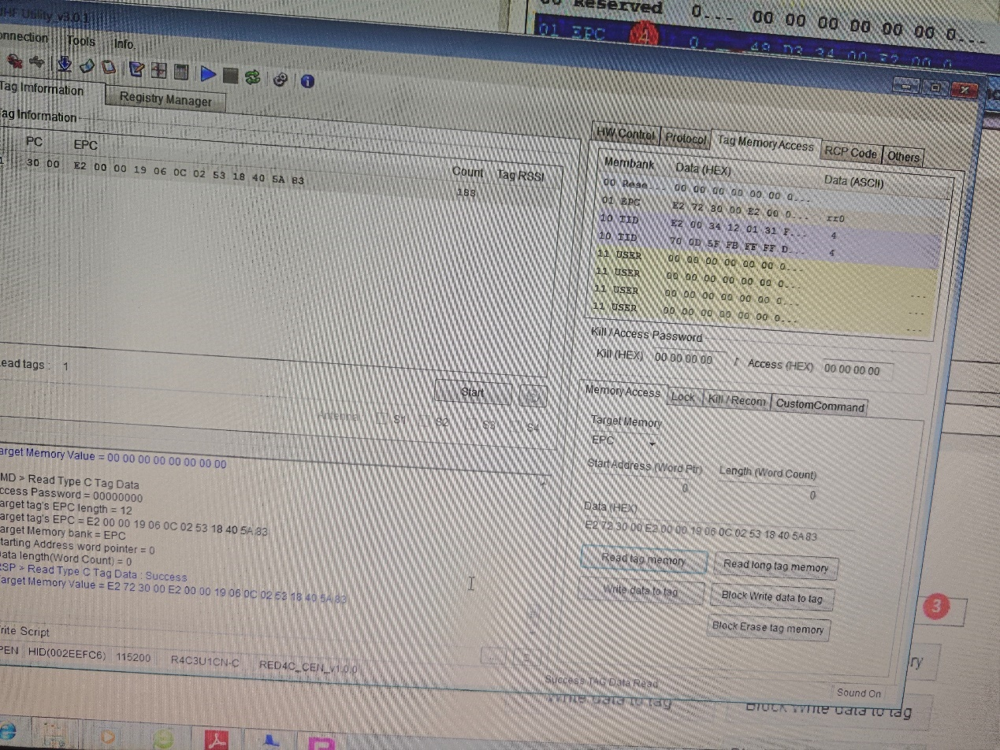 Reserved 0--- 00 00 00 00 00 00 0---
01 EPC 4 0 48 D3 34 00 E2 00 0
UHF Utility_v3.0.1
onnection Tools Info.
Tag Imformation Registry Manager
ag Information
PC EPC Count Tag RSSI
1 30 00 E2 00 00 19 06 0C 02 53 18 40 5A 83 188
ead tags : 1
Start
Antenna: S1 S2 S3 S4
arget Memory Value = 00 00 00 00 00 00 00 00
MD > Read Type C Tag Data
ccess Password = 00000000
arget tag's EPC length = 12
arget tag's EPC = E2 00 00 19 06 0C 02 53 18 40 5A 83
arget Memory bank = EPC
tarting Address word pointer = 0
ata length(Word Count) = 0
RSP > Read Type C Tag Data : Success
arget Memory Value = E2 72 30 00 E2 00 00 19 06 0C 02 53 18 40 5A 83
rite Script
PEN HID(002EEFC6) 115200 R4C3U1CN-C RED4C_CEN_v1.0.0
HW Control Protocol Tag Memory Access RCP Code Others
Membank Data (HEX) Data (ASCII)
00 Rese... 00 00 00 00 00 00 0---
01 EPC E2 72 30 00 E2 00 0--- rr0
10 TID E2 00 34 12 01 31 F--- 4
10 TID 70 0D 5F FB FF FF D--- 4
11 USER 00 00 00 00 00 00 0---
11 USER 00 00 00 00 00 00 0--- ---
11 USER 00 00 00 00 00 00 0--- ---
11 USER 00 00 00 00 00 00 0--- ---
Kill / Access Password
Kill (HEX) 00 00 00 00 / Access (HEX) 00 00 00 00
Memory Access Lock Kill / Recom CustomCommand
Target Memory
EPC
Start Address (Word Ptr) Length (Word Count)
0 0
Data (HEX)
E2 72 30 00 E2 00 00 19 06 0C 02 53 18 40 5A 83
Read tag memory Read long tag memory
Write data to tag Block Write data to tag
Block Erase tag memory
3
ry
Success TAG Data Read
Sound On
Write data to tag Block Write data to tag